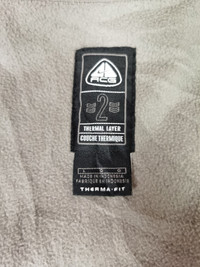 ACG
2
THERMAL LAYER
COUCHE THERMIQUE
MADE IN INDONESIA
FABRIQUÉ EN INDONÉSIE
THERMA-FIT